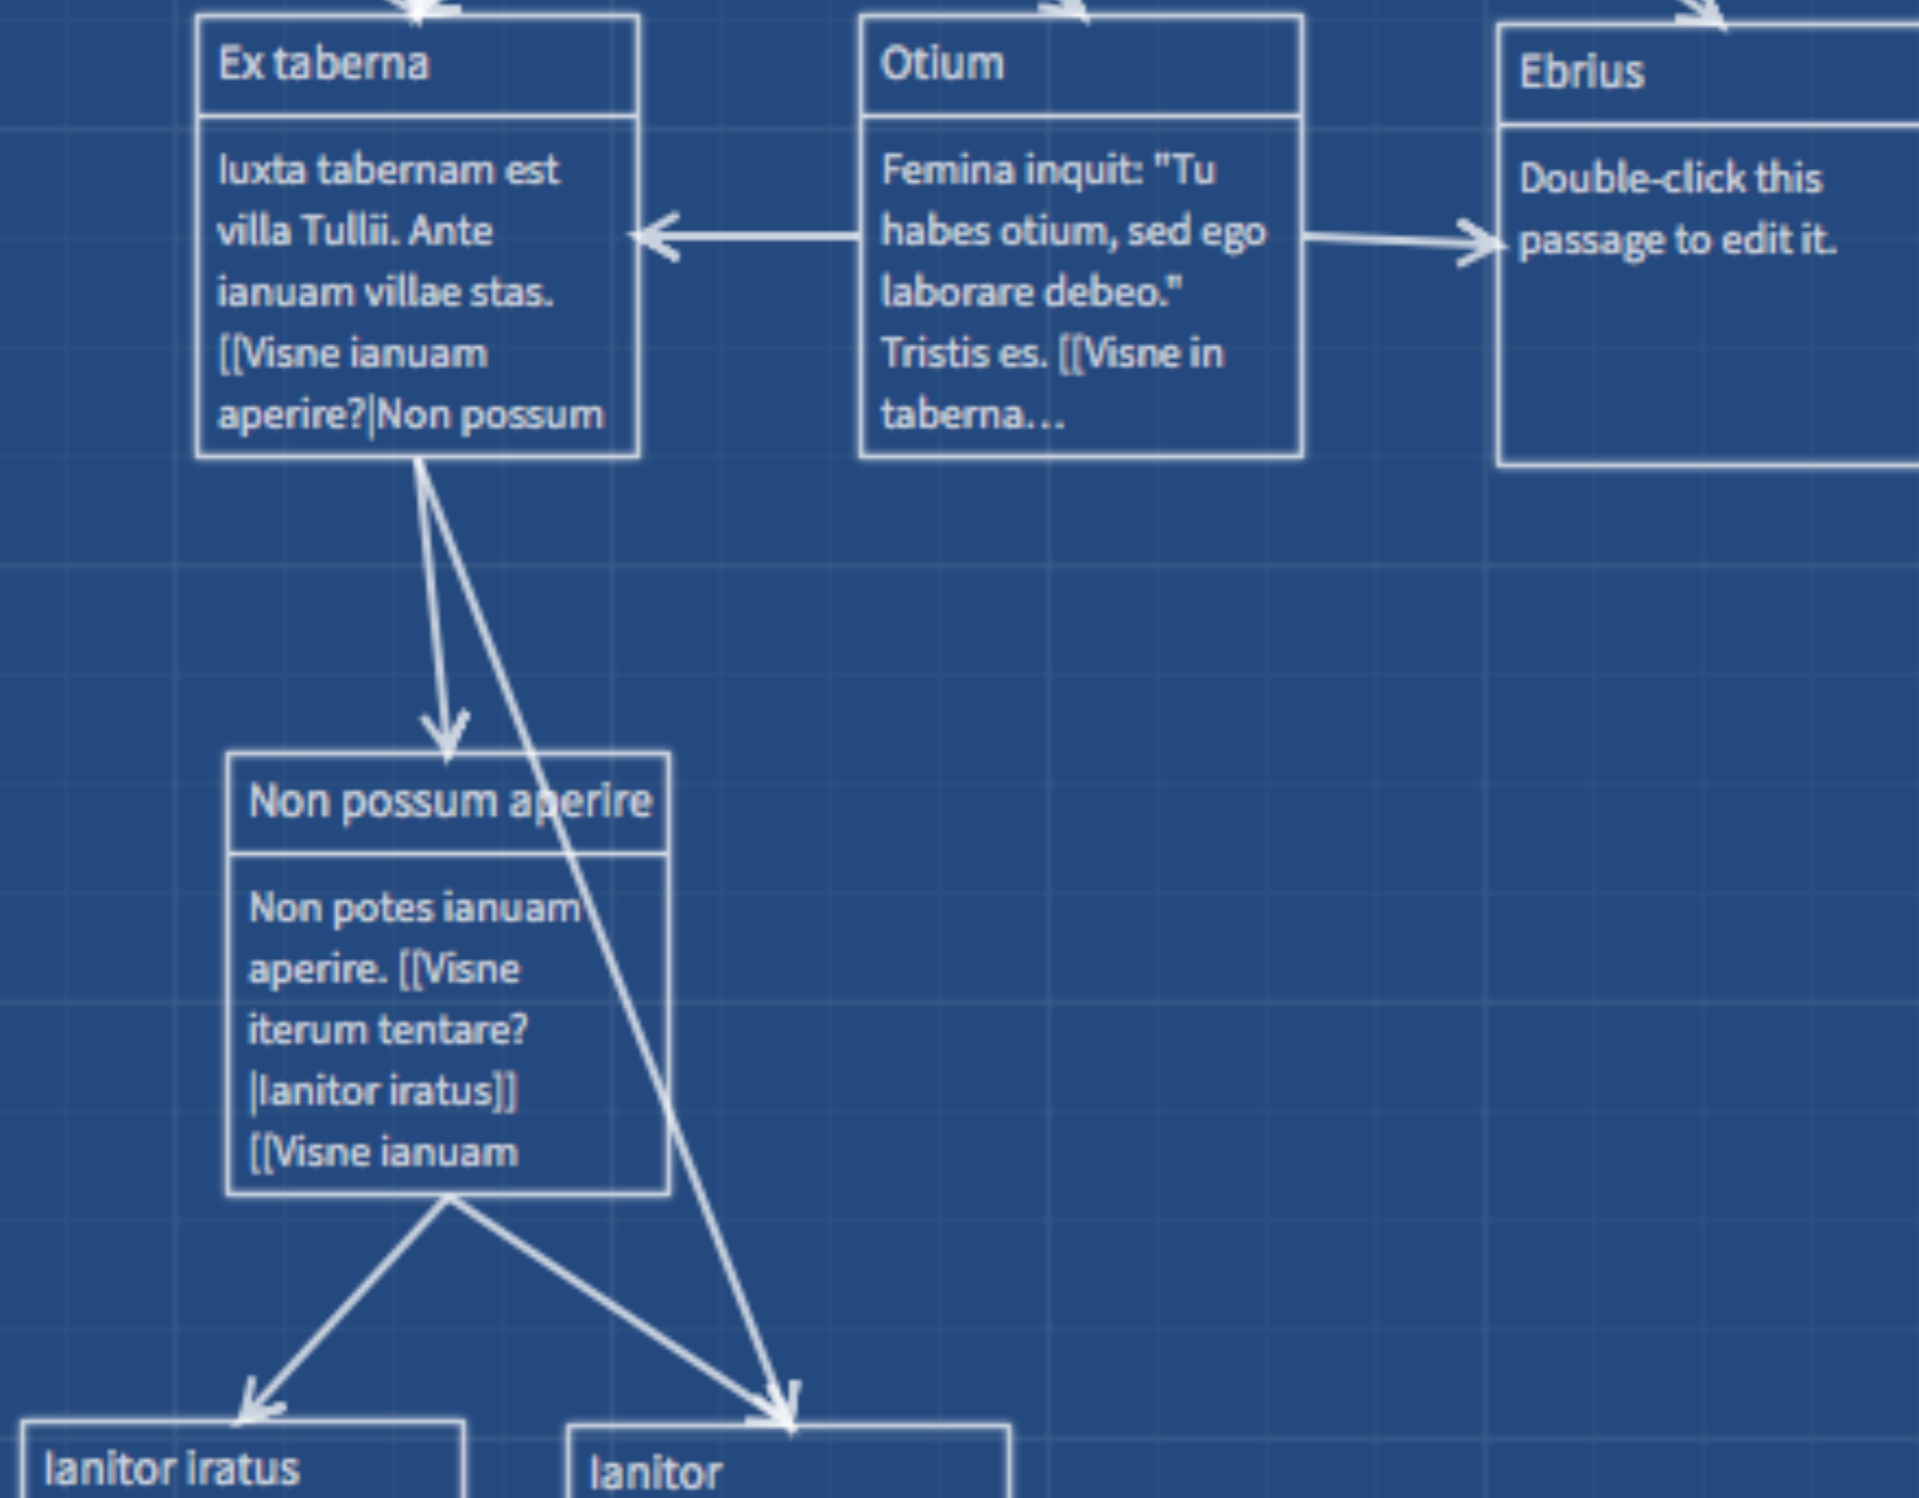 Ex taberna
Iuxta tabernam est
villa Tullii. Ante
ianuam villae stas.
[[Visne ianuam
aperire?|Non possum
Otium
Femina inquit: "Tu
habes otium, sed ego
laborare debeo."
Tristis es. [[Visne in
taberna...
Ebrius
Double-click this
passage to edit it.
Non possum aperire
Non potes ianuam
aperire. [[Visne
iterum tentare?
|Ianitor iratus]]
[[Visne ianuam
Ianitor iratus
Ianitor